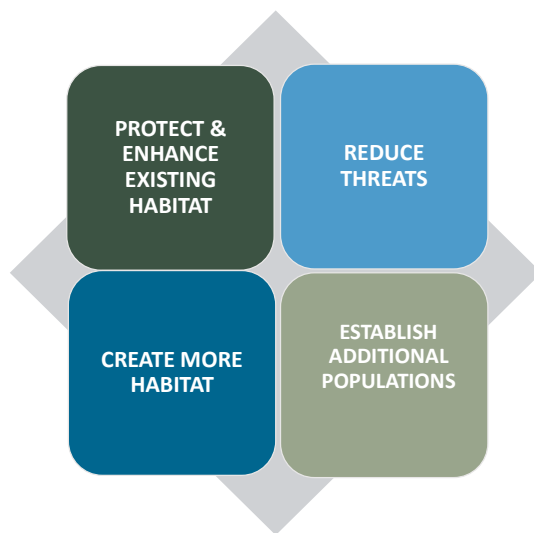 PROTECT &
ENHANCE
EXISTING
HABITAT
REDUCE
THREATS
CREATE MORE
HABITAT
ESTABLISH
ADDITIONAL
POPULATIONS